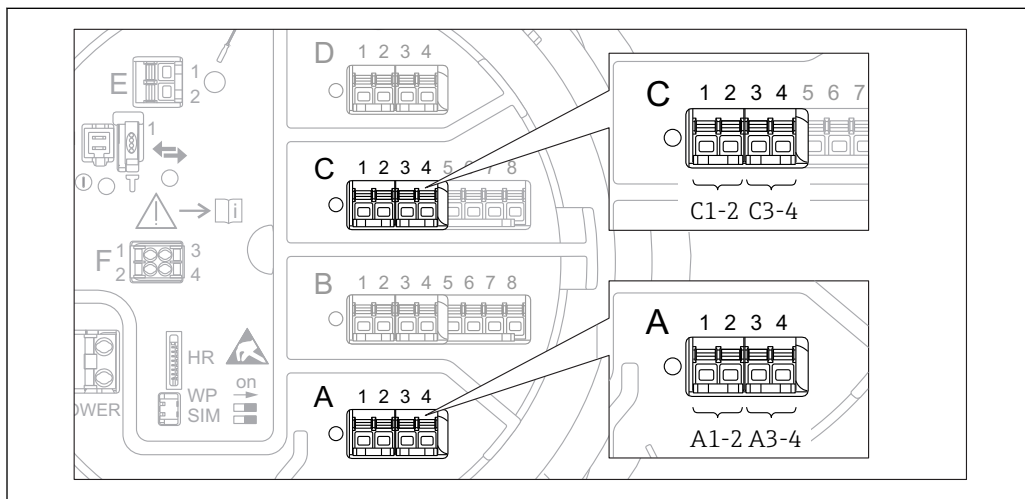 D 1 2 3 4
E 1
2
1
C 1 2 3 4 5 6 7 8
i
F 1 3
2 4
B 1 2 3 4 5 6 7 8
HR
on
WP
SIM
OWER
A 1 2 3 4
C 1 2 3 4 5 6 7
C1-2 C3-4
A 1 2 3 4
A1-2 A3-4